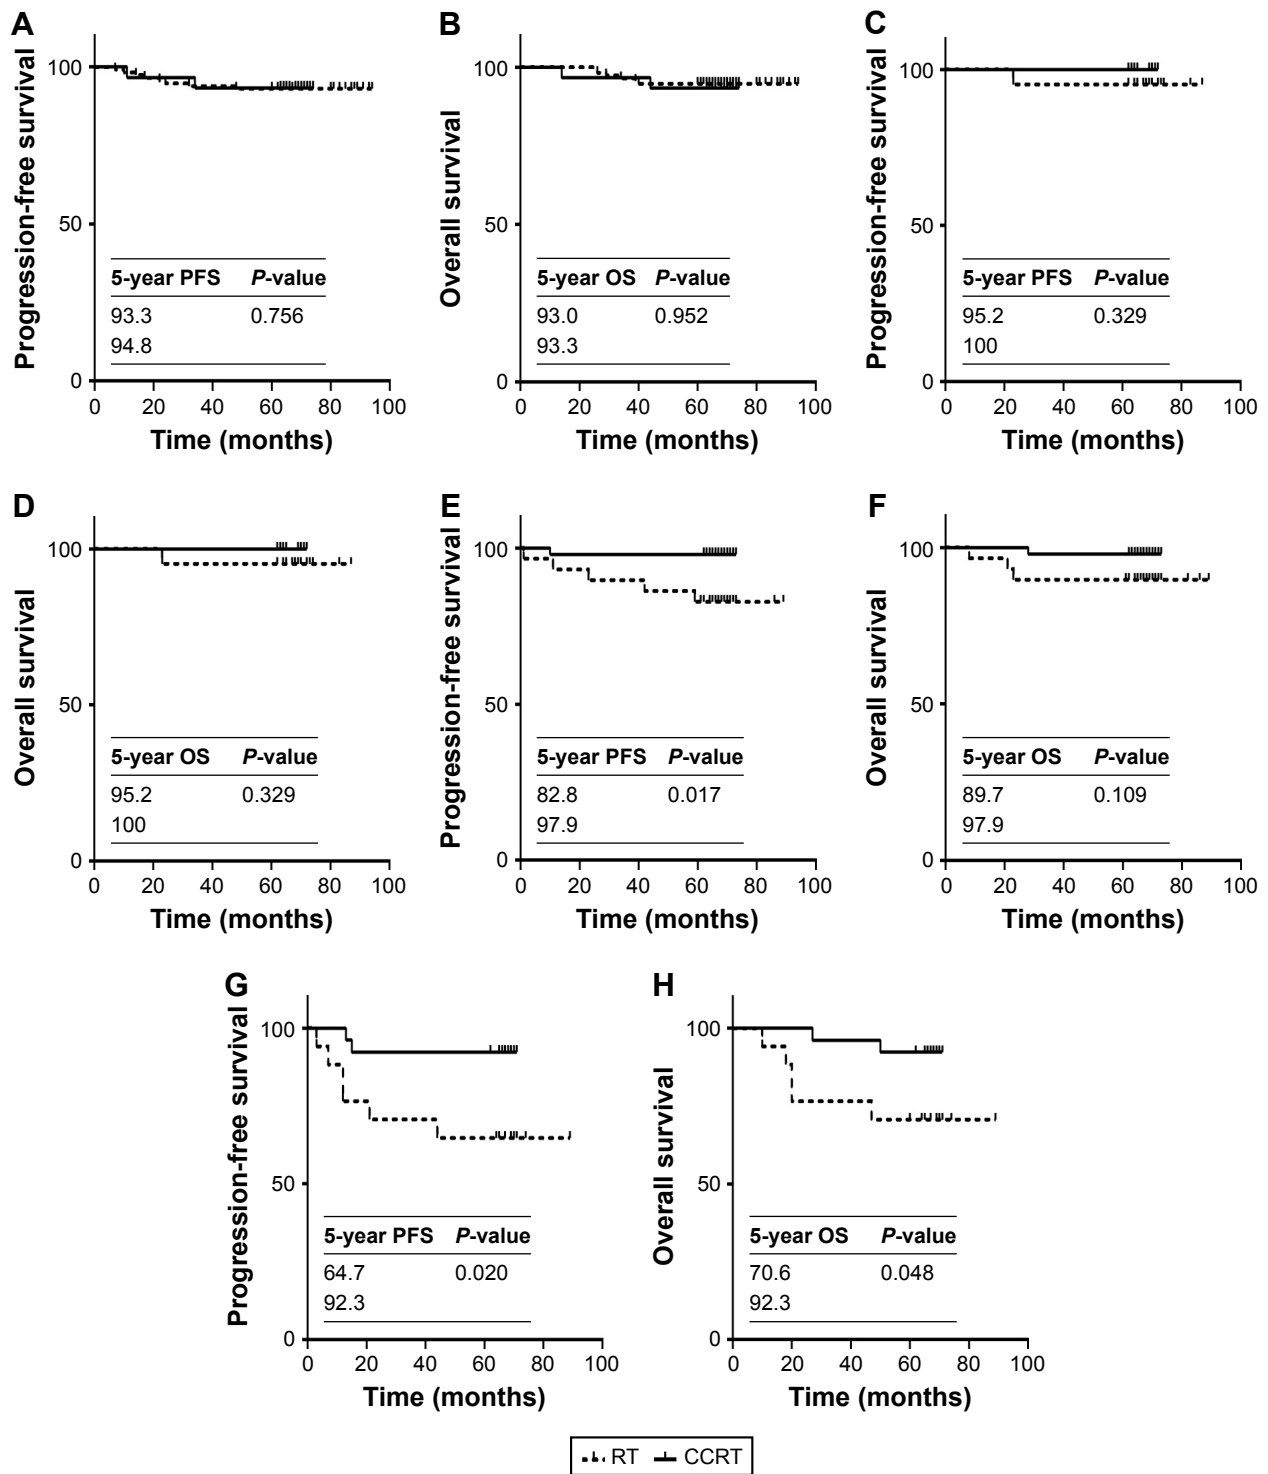 A
Progression-free survival
100
50
0
5-year PFS P-value
93.3 0.756
94.8
0 20 40 60 80 100
Time (months)
B
Overall survival
100
50
0
5-year OS P-value
93.0 0.952
93.3
0 20 40 60 80 100
Time (months)
C
Progression-free survival
100
50
0
5-year PFS P-value
95.2 0.329
100
0 20 40 60 80 100
Time (months)
D
Overall survival
100
50
0
5-year OS P-value
95.2 0.329
100
0 20 40 60 80 100
Time (months)
E
Progression-free survival
100
50
0
5-year PFS P-value
82.8 0.017
97.9
0 20 40 60 80 100
Time (months)
F
Overall survival
100
50
0
5-year OS P-value
89.7 0.109
97.9
0 20 40 60 80 100
Time (months)
G
Progression-free survival
100
50
0
5-year PFS P-value
64.7 0.020
92.3
0 20 40 60 80 100
Time (months)
H
Overall survival
100
50
0
5-year OS P-value
70.6 0.048
92.3
0 20 40 60 80 100
Time (months)
RT CCRT